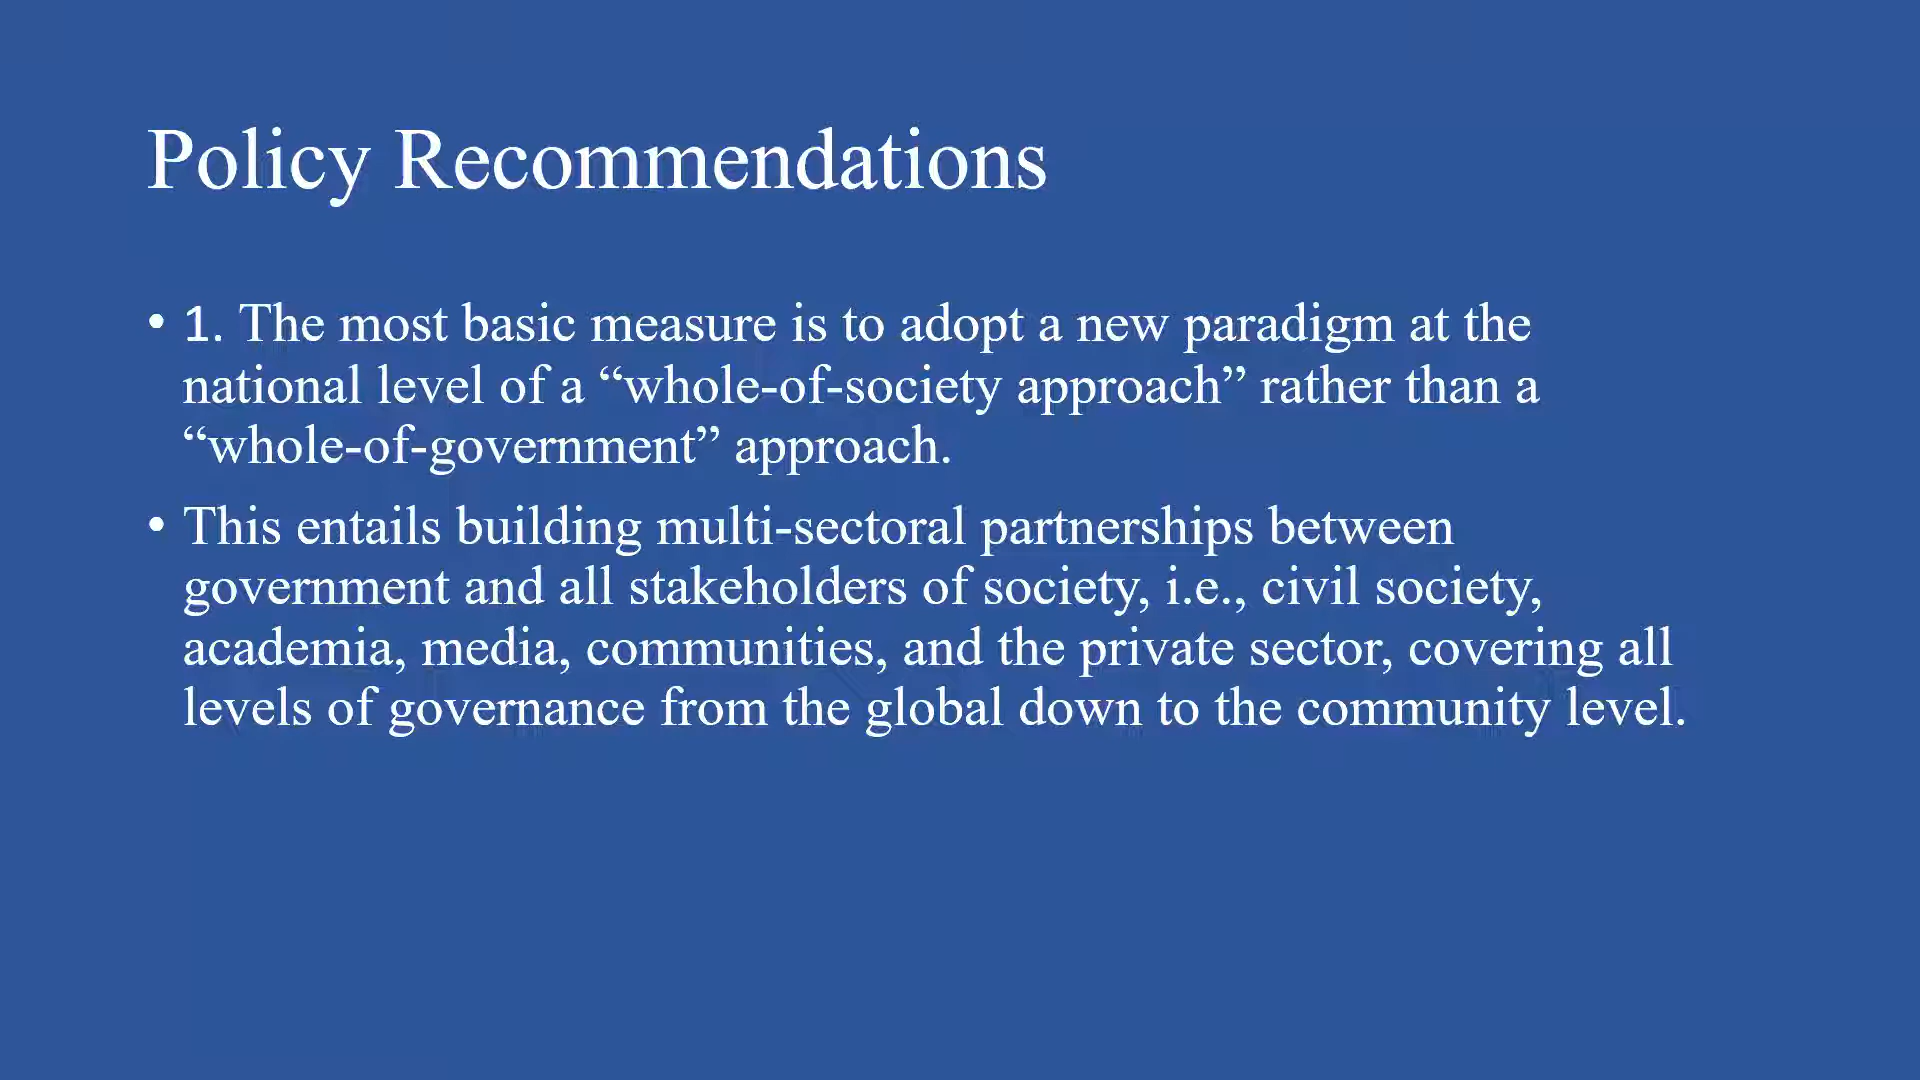 Policy Recommendations
• 1. The most basic measure is to adopt a new paradigm at the
national level of a “whole-of-society approach” rather than a
“whole-of-government” approach.
• This entails building multi-sectoral partnerships between
government and all stakeholders of society, i.e., civil society,
academia, media, communities, and the private sector, covering all
levels of governance from the global down to the community level.